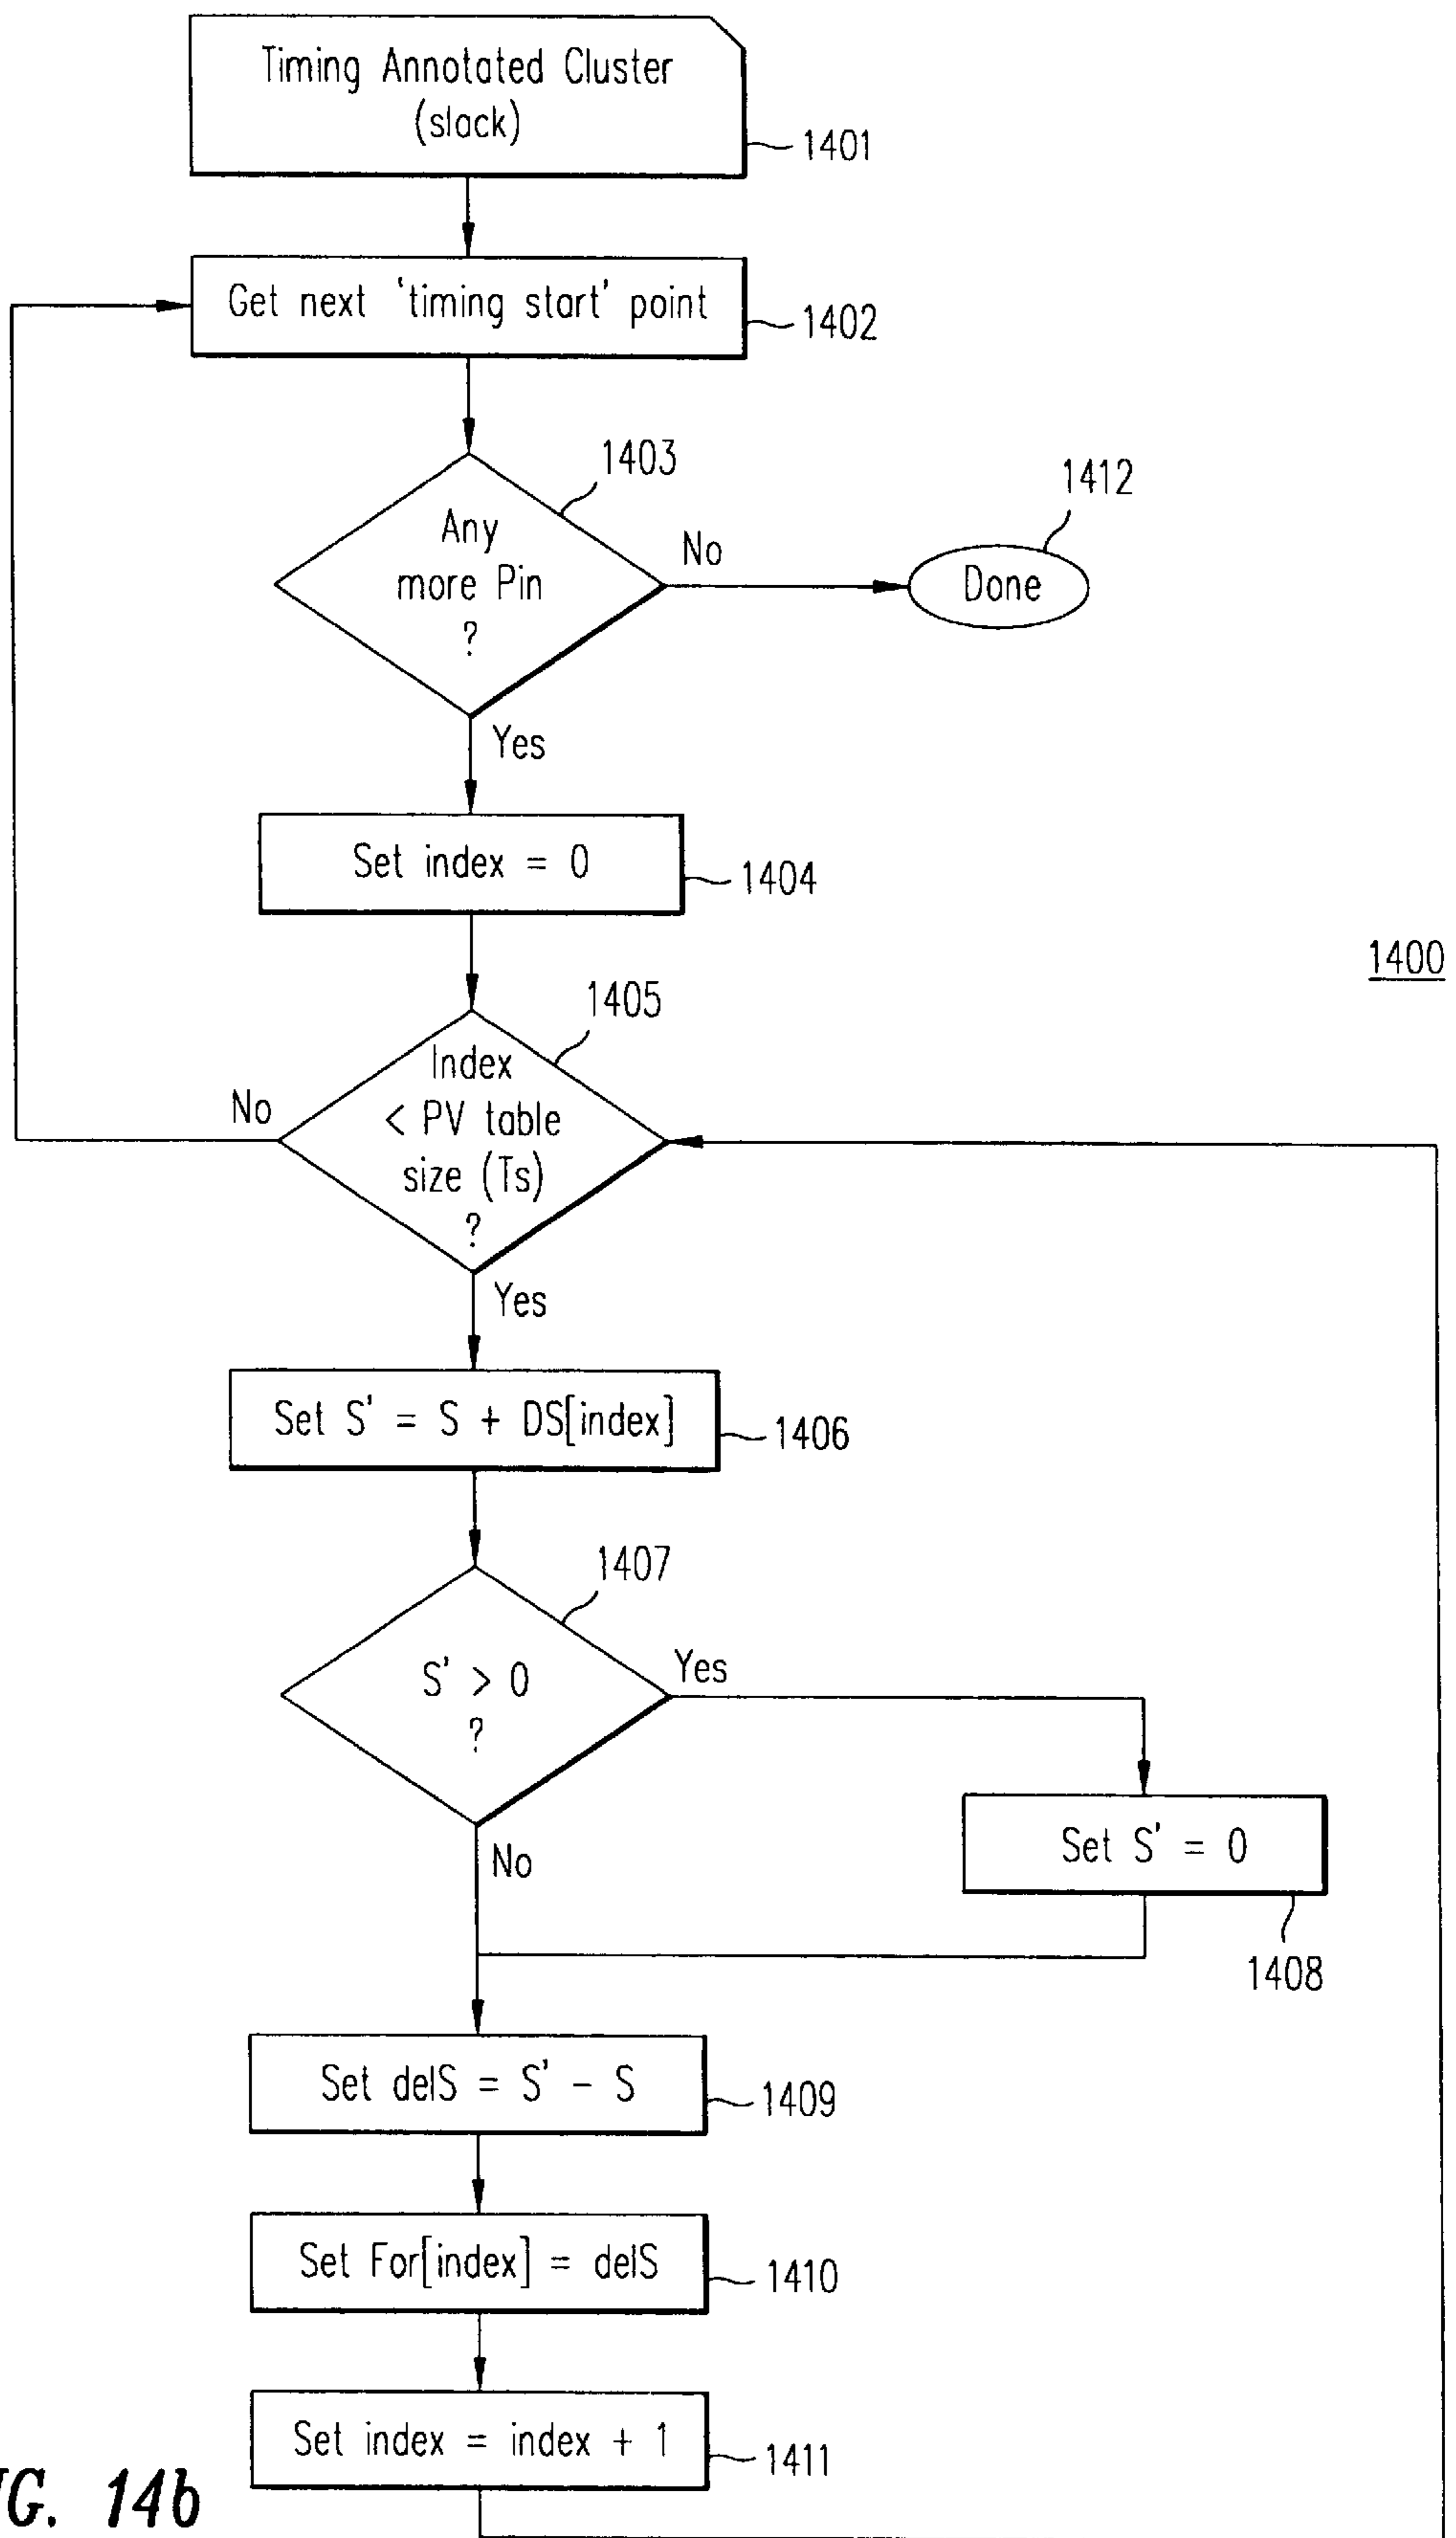 Timing Annotated Cluster
(slack)
1401
Get next 'timing start' point
1402
1403
Any
more Pin
?
No
1412
Done
Yes
Set index = 0
1404
1400
1405
Index
< PV table
size (Ts)
?
No
Yes
Set S' = S + DS[index]
1406
1407
S' > 0
?
Yes
No
Set S' = 0
1408
Set delS = S' - S
1409
Set For[index] = delS
1410
Set index = index + 1
1411
G. 14b